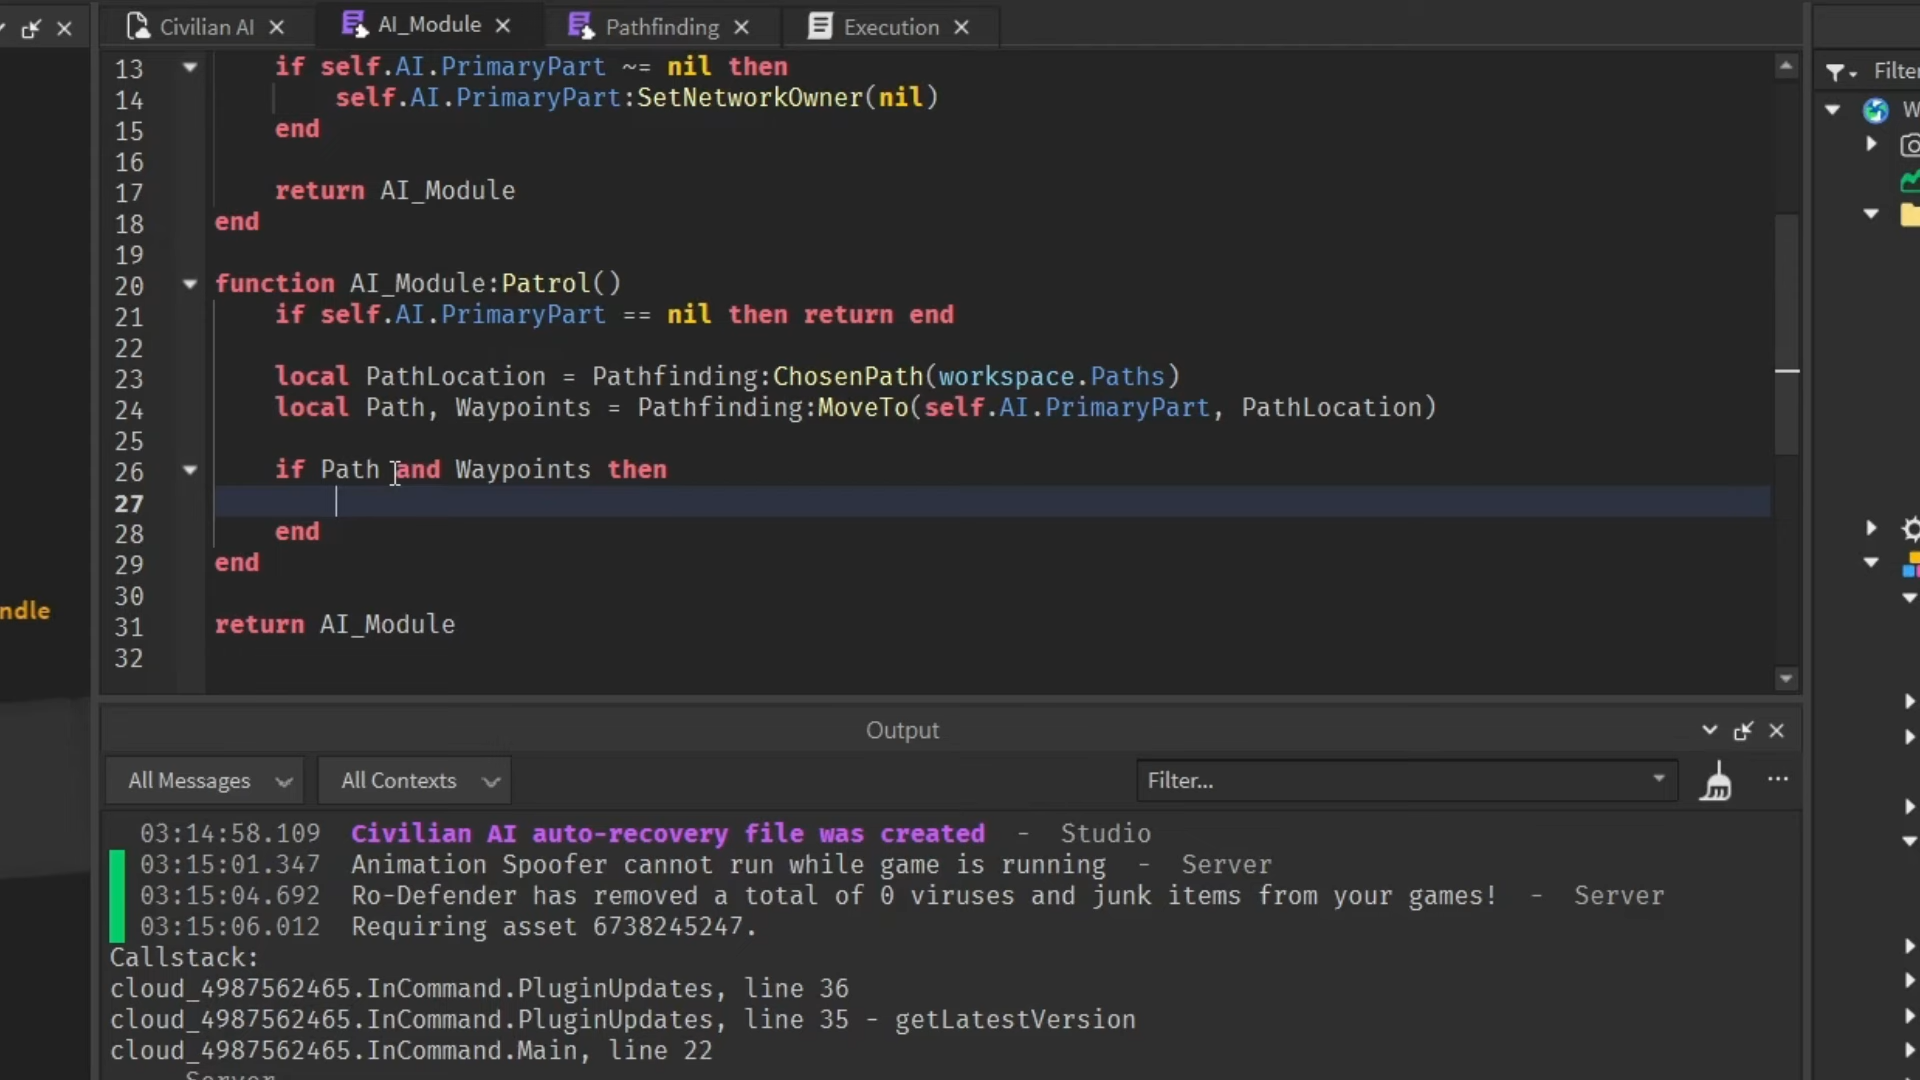 Civilian AI
AI_Module
Pathfinding
Execution
Filter
13 if self.AI.PrimaryPart ~= nil then
14 self.AI.PrimaryPart:SetNetworkOwner(nil)
15 end
16
17 return AI_Module
18 end
19
20 function AI_Module:Patrol()
21 if self.AI.PrimaryPart == nil then return end
22
23 local PathLocation = Pathfinding:ChosenPath(workspace.Paths)
24 local Path, Waypoints = Pathfinding:MoveTo(self.AI.PrimaryPart, PathLocation)
25
26 if Path and Waypoints then
27
28 end
29 end
30
31 return AI_Module
32
ndle
Output
All Messages
All Contexts
Filter...
03:14:58.109 Civilian AI auto-recovery file was created - Studio
03:15:01.347 Animation Spoofer cannot run while game is running - Server
03:15:04.692 Ro-Defender has removed a total of 0 viruses and junk items from your games! - Server
03:15:06.012 Requiring asset 6738245247.
Callstack:
cloud_4987562465.InCommand.PluginUpdates, line 36
cloud_4987562465.InCommand.PluginUpdates, line 35 - getLatestVersion
cloud_4987562465.InCommand.Main, line 22
Server